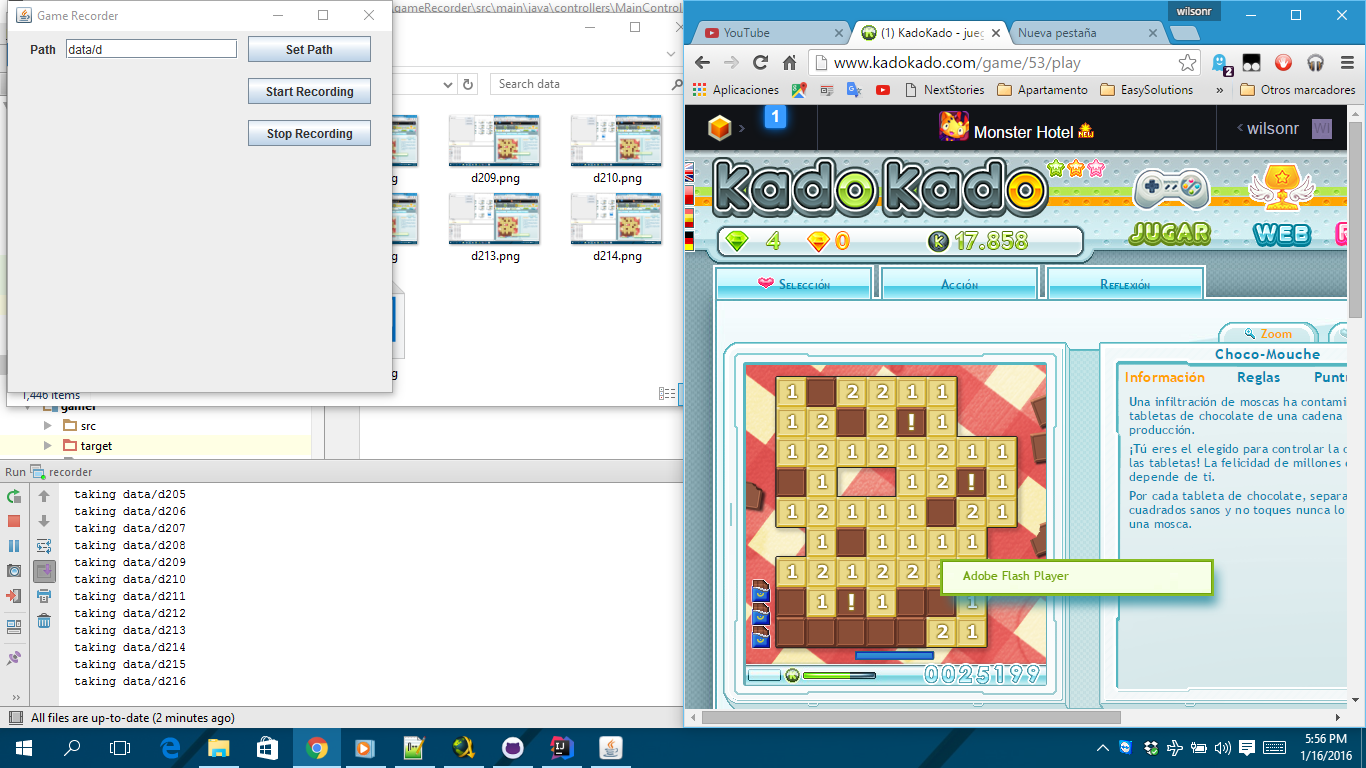 Game Recorder
Path data/d Set Path
Start Recording
Stop Recording
gameRecorder\src\main\java\controllers\MainControl
Search data
d209.png d210.png
d213.png d214.png
1,446 items
src
target
Run recorder
taking data/d205
taking data/d206
taking data/d207
taking data/d208
taking data/d209
taking data/d210
taking data/d211
taking data/d212
taking data/d213
taking data/d214
taking data/d215
taking data/d216
All files are up-to-date (2 minutes ago)
wilsonr
YouTube (1) KadoKado - jueg Nueva pestaña
www.kadokado.com/game/53/play
2
Aplicaciones NextStories Apartamento EasySolutions » Otros marcadores
1 Monster Hotel NEW wilsonr WI
KadoKado
4 0 K 17.858
JUGAR WEB
Selección Acción Reflexión
Zoom
Choco-Mouche
Información Reglas Puntu
Una infiltración de moscas ha contami
tabletas de chocolate de una cadena
producción.
¡Tú eres el elegido para controlar la c
las tabletas! La felicidad de millones
depende de ti.
Por cada tableta de chocolate, separa
cuadrados sanos y no toques nunca lo
una mosca.
1 2 2 1 1
1 2 2 ! 1
1 2 1 2 1 2 1 1
1 1 2 ! 1
1 2 1 1 1 2 1
1 1 1 1 1
1 2 1 2 2
1 ! 1 1
2 1
Adobe Flash Player
0025199
5:56 PM
1/16/2016